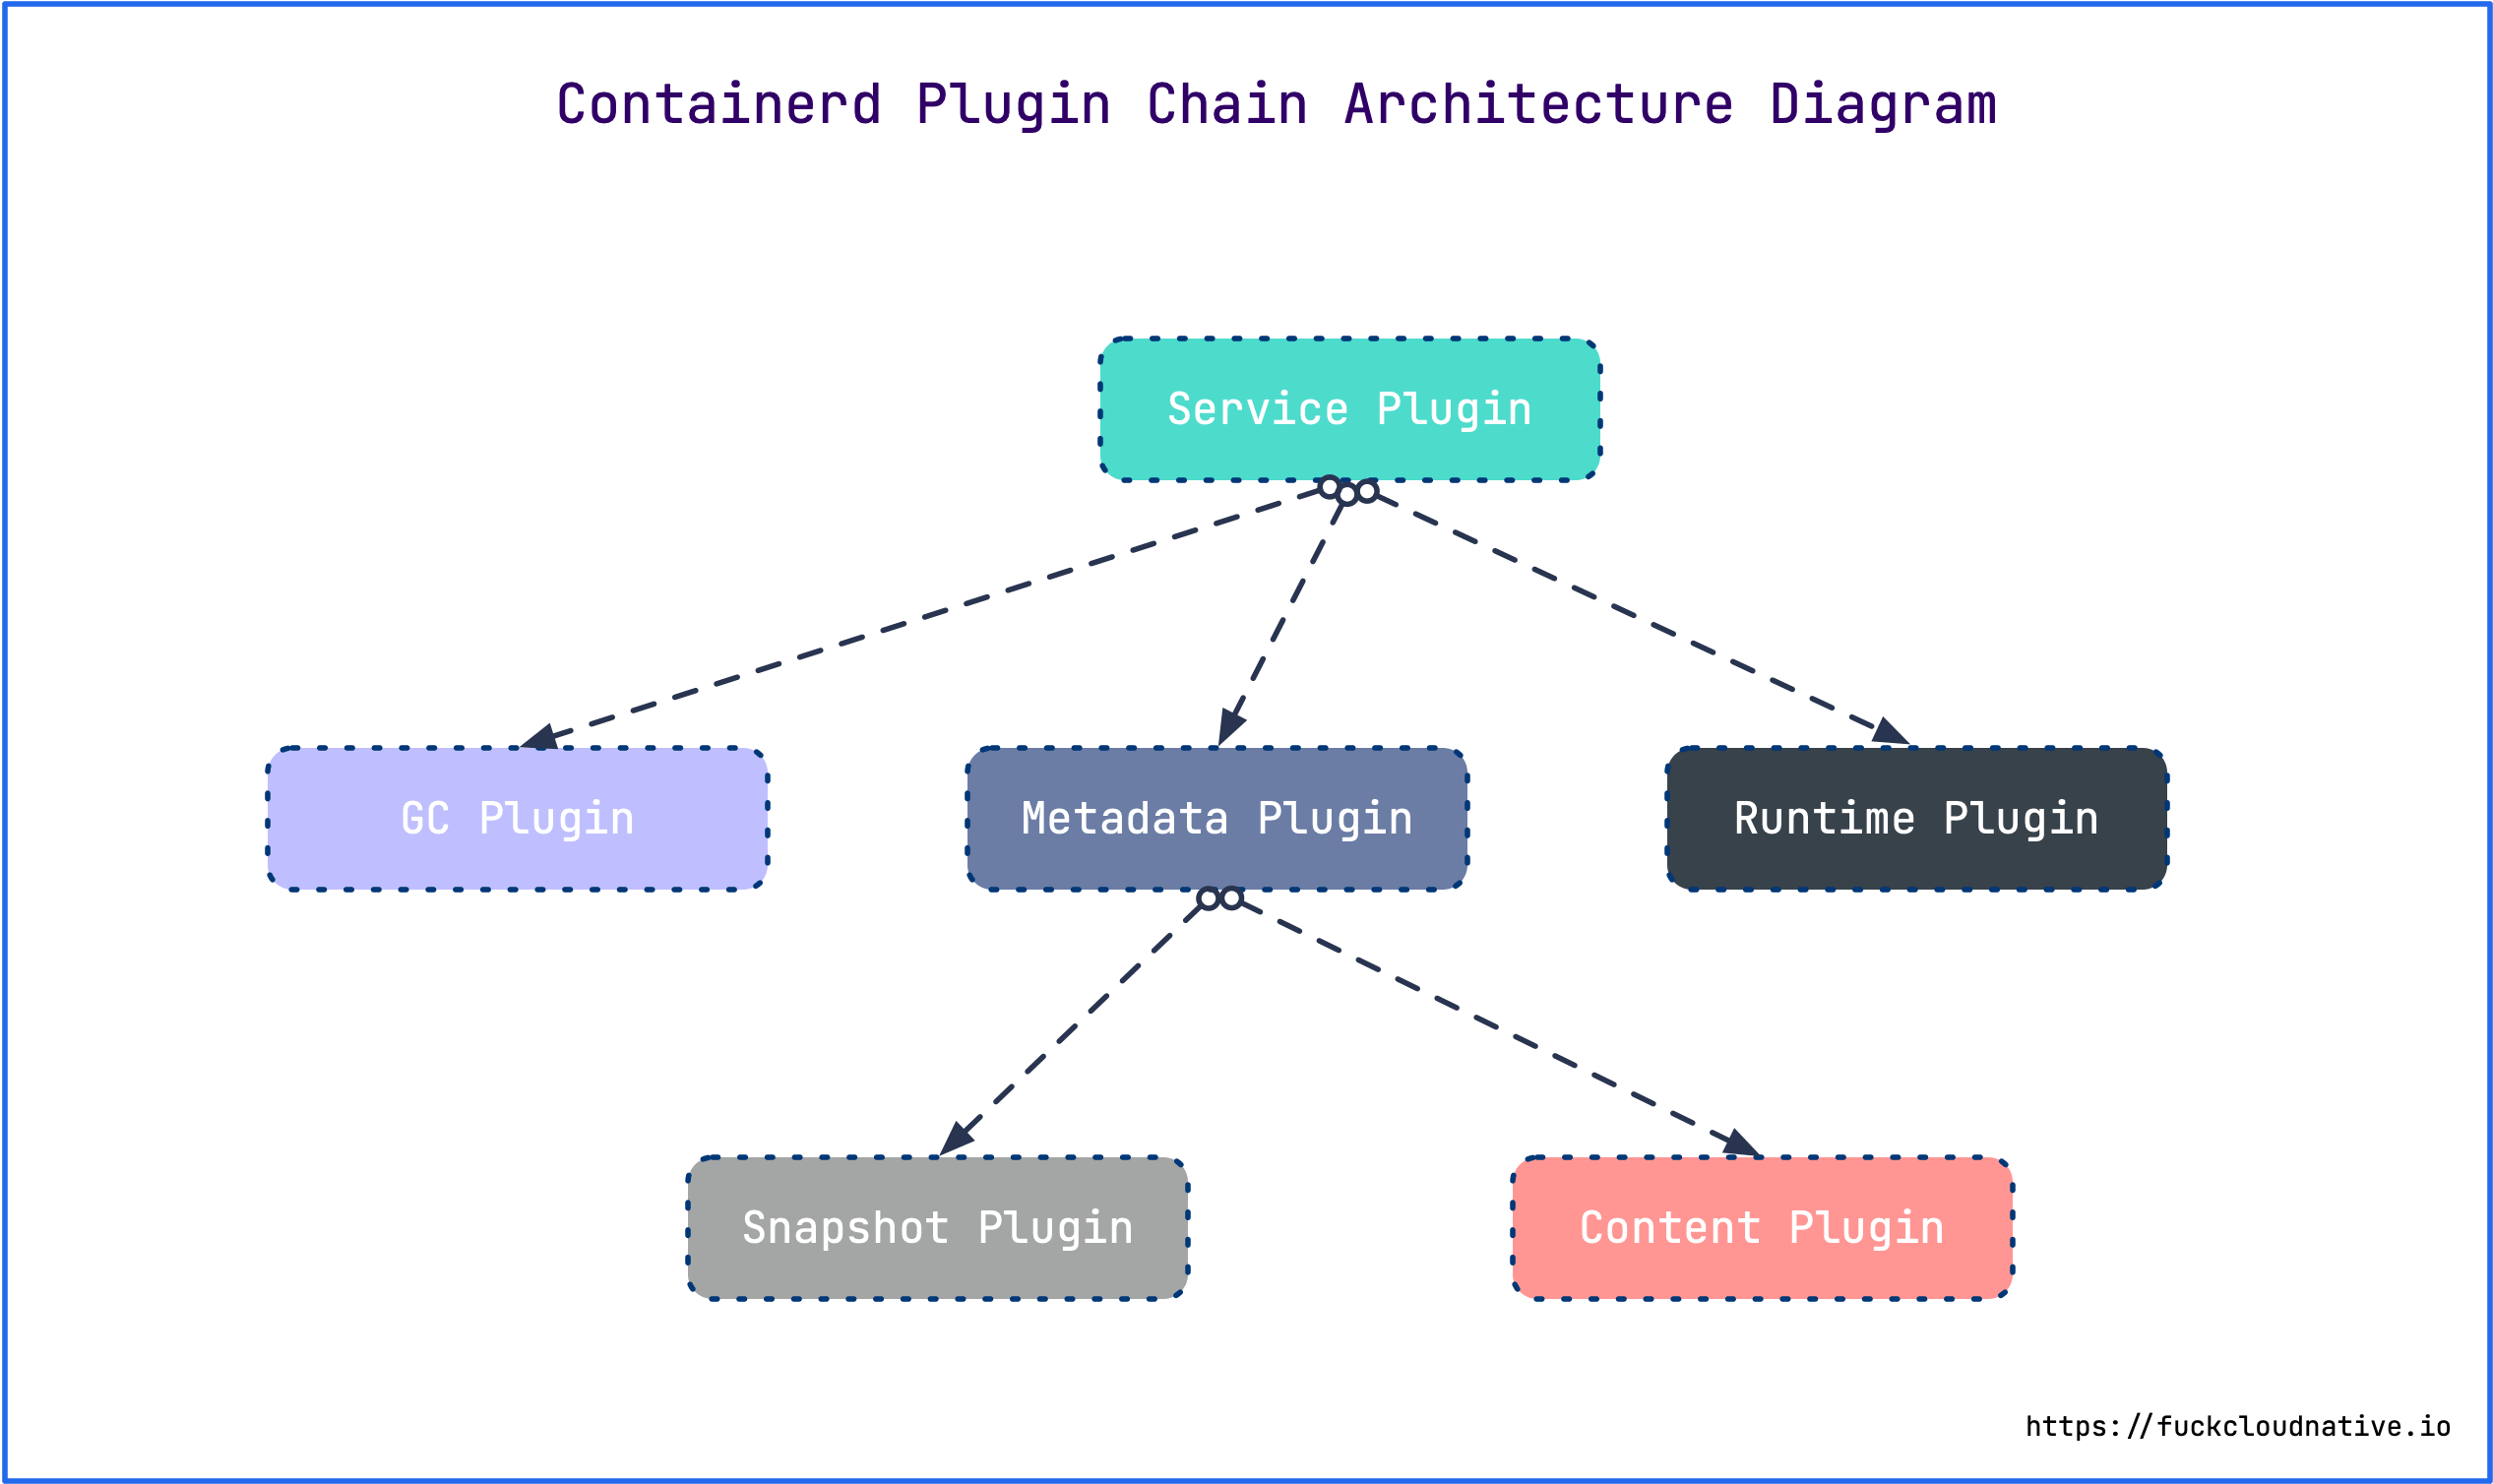 Containerd Plugin Chain Architecture Diagram
Service Plugin
GC Plugin
Metadata Plugin
Runtime Plugin
Snapshot Plugin
Content Plugin
https://fuckcloudnative.io